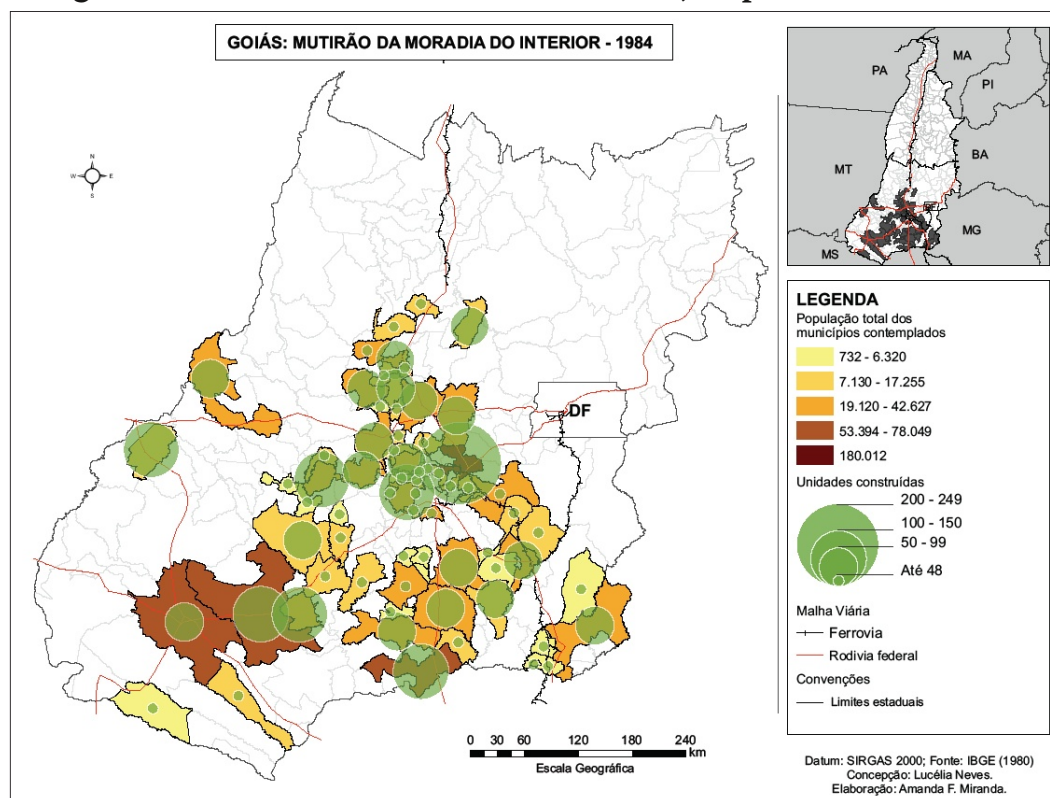 GOIÁS: MUTIRÃO DA MORADIA DO INTERIOR - 1984
N
W
E
S
DF
PA
MA
PI
MT
BA
MG
MS
LEGENDA
População total dos
municípios contemplados
732 - 6.320
7.130 - 17.255
19.120 - 42.627
53.394 - 78.049
180.012
Unidades construídas
200 - 249
100 - 150
50 - 99
Até 48
Malha Viária
Ferrovia
Rodivia federal
Convenções
Limites estaduais
0 30 60 120 180 240
km
Escala Geográfica
Datum: SIRGAS 2000; Fonte: IBGE (1980)
Concepção: Lucélia Neves.
Elaboração: Amanda F. Miranda.